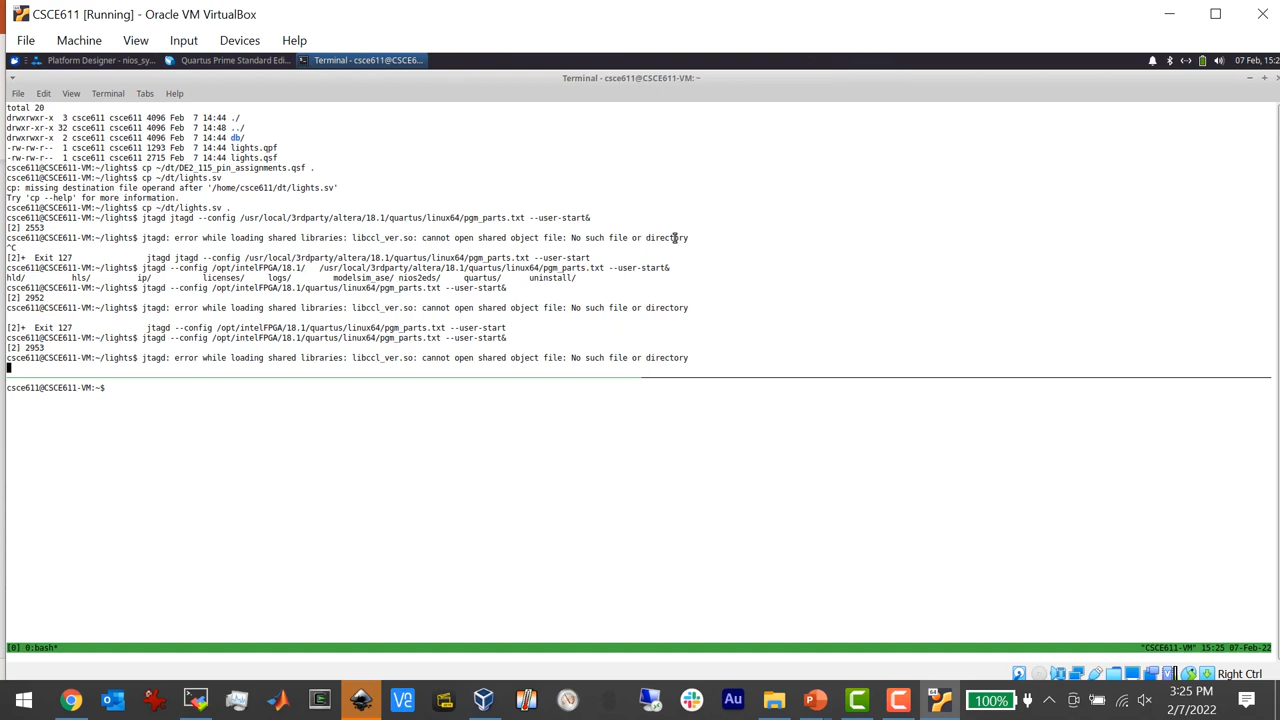 CSCE611 [Running] - Oracle VM VirtualBox
File Machine View Input Devices Help
Platform Designer - nios_sy... Quartus Prime Standard Edi... Terminal - csce611@CSCE6... 07 Feb, 15:2
Terminal - csce611@CSCE611-VM: ~
File Edit View Terminal Tabs Help
total 20
drwxrwxr-x 3 csce611 csce611 4096 Feb 7 14:44 ./
drwxr-xr-x 32 csce611 csce611 4096 Feb 7 14:48 ../
drwxrwxr-x 2 csce611 csce611 4096 Feb 7 14:44 db/
-rw-rw-r-- 1 csce611 csce611 1293 Feb 7 14:44 lights.qpf
-rw-rw-r-- 1 csce611 csce611 2715 Feb 7 14:44 lights.qsf
csce611@CSCE611-VM:~/lights$ cp ~/dt/DE2_115_pin_assignments.qsf .
csce611@CSCE611-VM:~/lights$ cp ~/dt/lights.sv
cp: missing destination file operand after '/home/csce611/dt/lights.sv'
Try 'cp --help' for more information.
csce611@CSCE611-VM:~/lights$ cp ~/dt/lights.sv .
csce611@CSCE611-VM:~/lights$ jtagd jtagd --config /usr/local/3rdparty/altera/18.1/quartus/linux64/pgm_parts.txt --user-start&
[2] 2553
csce611@CSCE611-VM:~/lights$ jtagd: error while loading shared libraries: libccl_ver.so: cannot open shared object file: No such file or directory
^C
[2]+ Exit 127 jtagd jtagd --config /usr/local/3rdparty/altera/18.1/quartus/linux64/pgm_parts.txt --user-start
csce611@CSCE611-VM:~/lights$ jtagd --config /opt/intelFPGA/18.1/ /usr/local/3rdparty/altera/18.1/quartus/linux64/pgm_parts.txt --user-start&
hld/ hls/ ip/ licenses/ logs/ modelsim_ase/ nios2eds/ quartus/ uninstall/
csce611@CSCE611-VM:~/lights$ jtagd --config /opt/intelFPGA/18.1/quartus/linux64/pgm_parts.txt --user-start&
[2] 2952
csce611@CSCE611-VM:~/lights$ jtagd: error while loading shared libraries: libccl_ver.so: cannot open shared object file: No such file or directory
[2]+ Exit 127 jtagd --config /opt/intelFPGA/18.1/quartus/linux64/pgm_parts.txt --user-start
csce611@CSCE611-VM:~/lights$ jtagd --config /opt/intelFPGA/18.1/quartus/linux64/pgm_parts.txt --user-start&
[2] 2953
csce611@CSCE611-VM:~/lights$ jtagd: error while loading shared libraries: libccl_ver.so: cannot open shared object file: No such file or directory
csce611@CSCE611-VM:~$
[0] 0:bash* "CSCE611-VM" 15:25 07-Feb-22
Right Ctrl
Au 100% 3:25 PM
2/7/2022